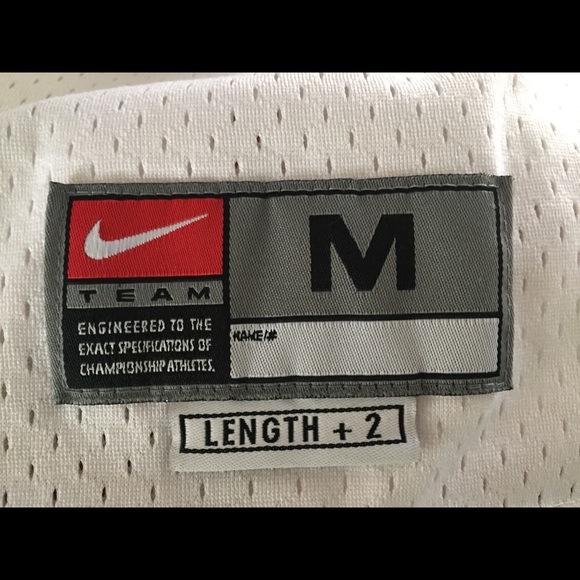 TEAM
ENGINEERED TO THE
EXACT SPECIFICATIONS OF
CHAMPIONSHIP ATHLETES.
M
NAME/#
LENGTH + 2